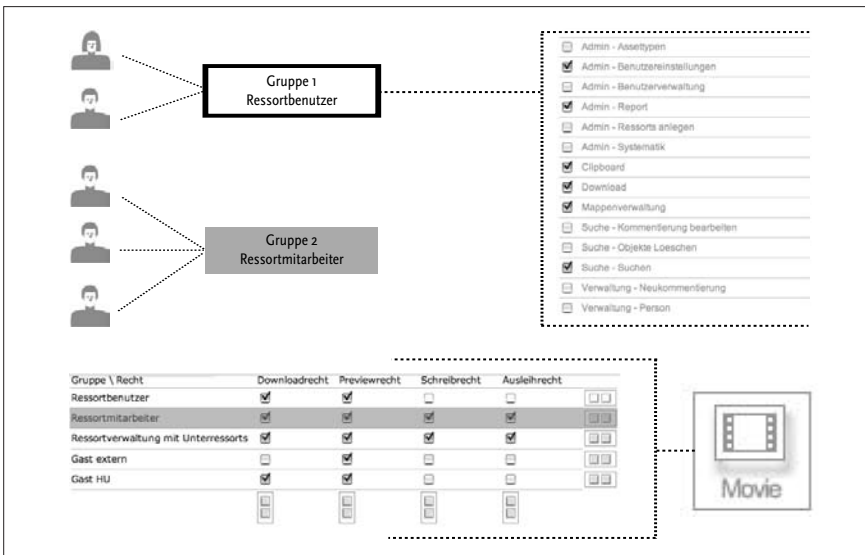 Gruppe 1
Ressortbenutzer
Gruppe 2
Ressortmitarbeiter
Admin - Assettypen
Admin - Benutzereinstellungen
Admin - Benutzerverwaltung
Admin - Report
Admin - Ressorts anlegen
Admin - Systematik
Clipboard
Download
Mappenverwaltung
Suche - Kommentierung bearbeiten
Suche - Objekte Loeschen
Suche - Suchen
Verwaltung - Neukommentierung
Verwaltung - Person
Gruppe \ Recht Downloadrecht Previewrecht Schreibrecht Ausleihrecht
Ressortbenutzer
Ressortmitarbeiter
Ressortverwaltung mit Unterressorts
Gast extern
Gast HU
Movie